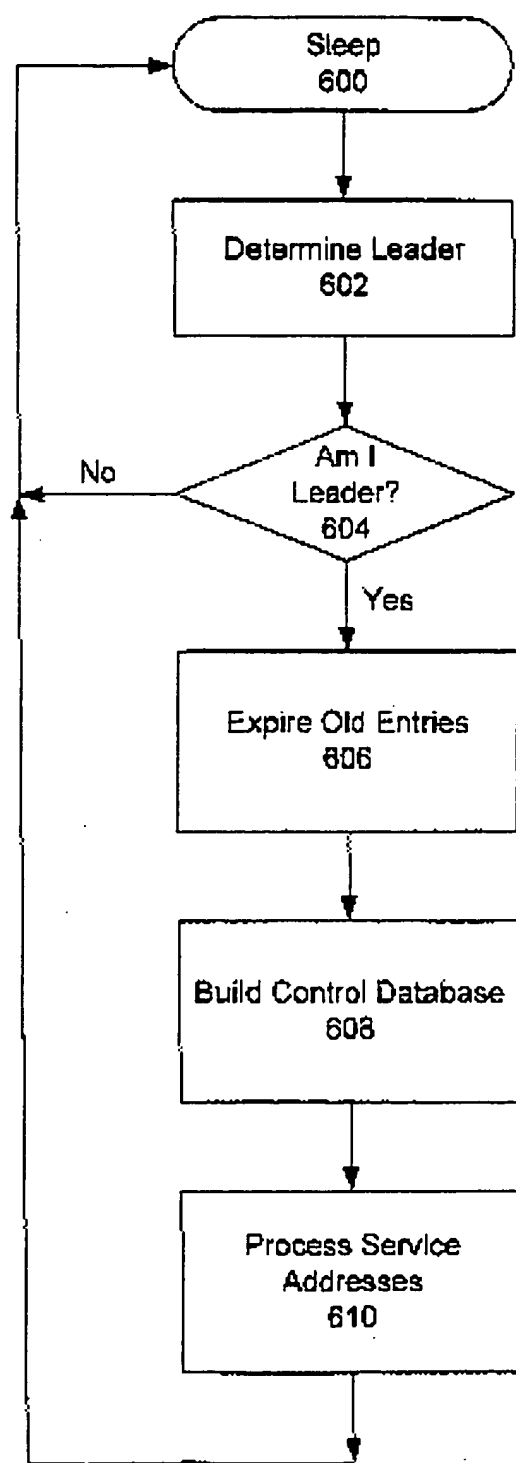 Sleep
600
Determine Leader
602
Am I
Leader?
604
No
Yes
Expire Old Entries
606
Build Control Database
608
Process Service
Addresses
610